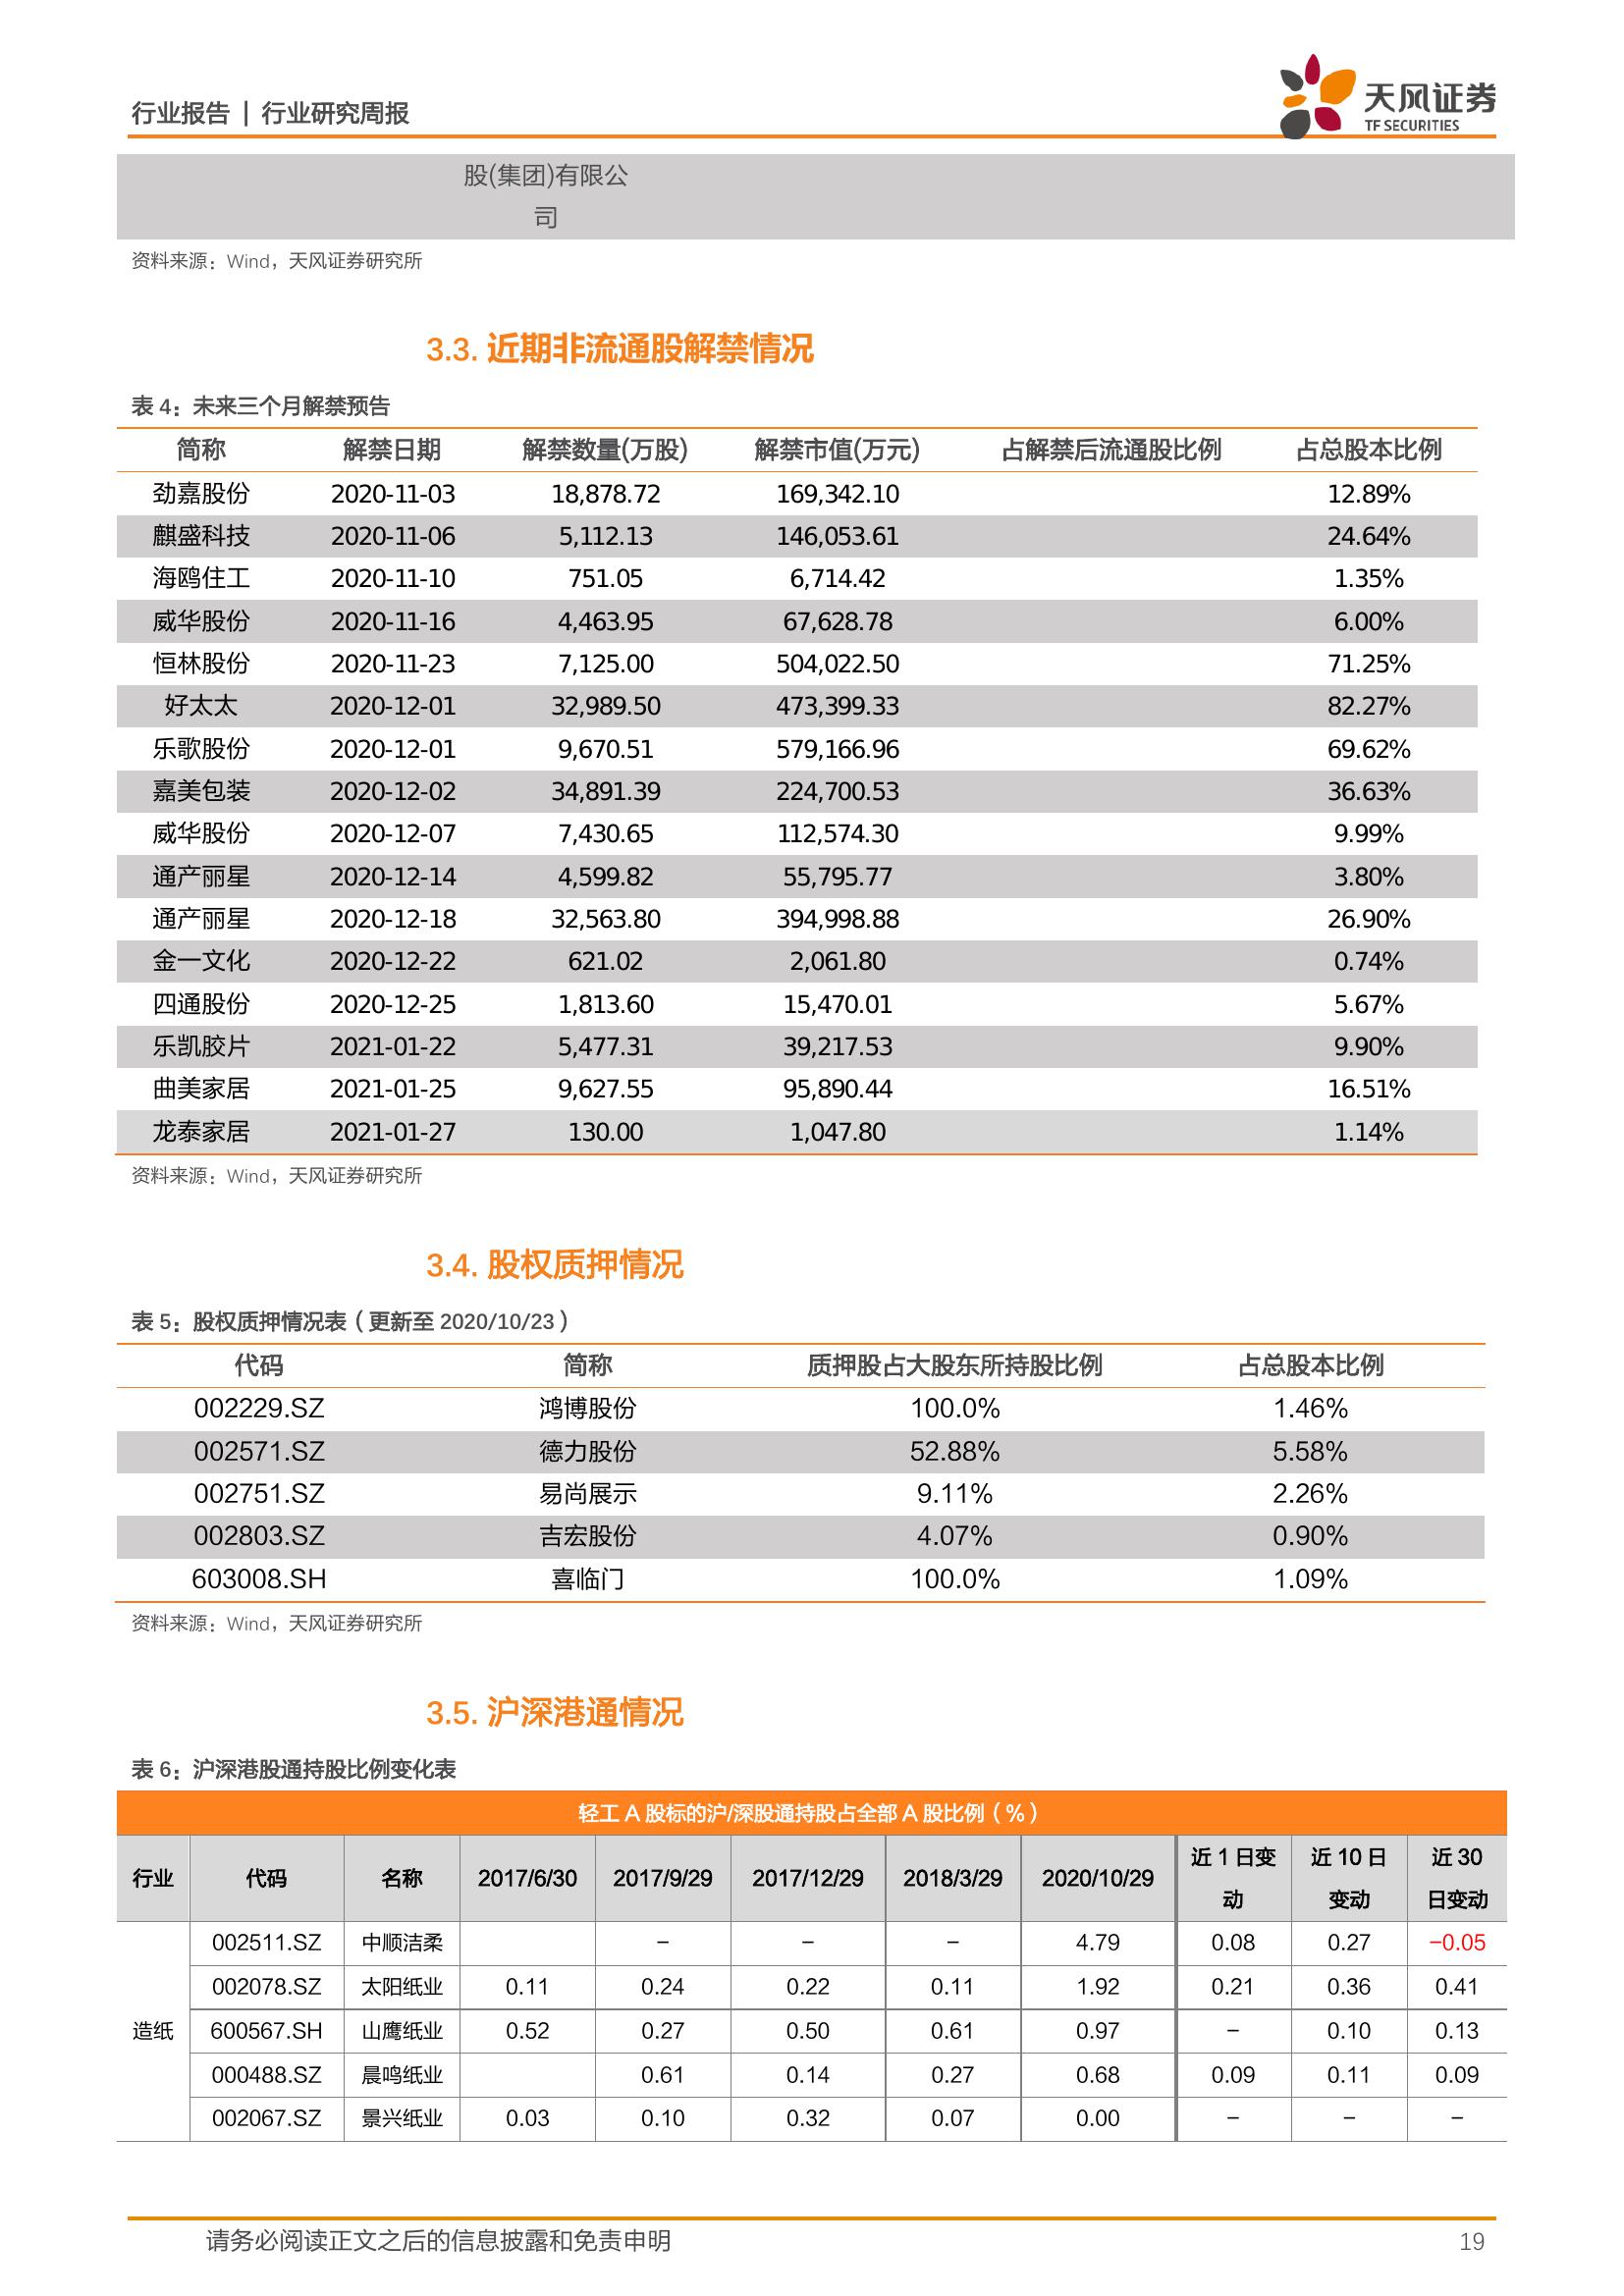 行业报告 | 行业研究周报
天风证券
TF SECURITIES
股(集团)有限公
司
资料来源：Wind，天风证券研究所
3.3. 近期非流通股解禁情况
表 4：未来三个月解禁预告
简称 解禁日期 解禁数量(万股) 解禁市值(万元) 占解禁后流通股比例 占总股本比例
劲嘉股份 2020-11-03 18,878.72 169,342.10 12.89%
麒盛科技 2020-11-06 5,112.13 146,053.61 24.64%
海鸥住工 2020-11-10 751.05 6,714.42 1.35%
威华股份 2020-11-16 4,463.95 67,628.78 6.00%
恒林股份 2020-11-23 7,125.00 504,022.50 71.25%
好太太 2020-12-01 32,989.50 473,399.33 82.27%
乐歌股份 2020-12-01 9,670.51 579,166.96 69.62%
嘉美包装 2020-12-02 34,891.39 224,700.53 36.63%
威华股份 2020-12-07 7,430.65 112,574.30 9.99%
通产丽星 2020-12-14 4,599.82 55,795.77 3.80%
通产丽星 2020-12-18 32,563.80 394,998.88 26.90%
金一文化 2020-12-22 621.02 2,061.80 0.74%
四通股份 2020-12-25 1,813.60 15,470.01 5.67%
乐凯胶片 2021-01-22 5,477.31 39,217.53 9.90%
曲美家居 2021-01-25 9,627.55 95,890.44 16.51%
龙泰家居 2021-01-27 130.00 1,047.80 1.14%
资料来源：Wind，天风证券研究所
3.4. 股权质押情况
表 5：股权质押情况表（更新至 2020/10/23）
代码 简称 质押股占大股东所持股比例 占总股本比例
002229.SZ 鸿博股份 100.0% 1.46%
002571.SZ 德力股份 52.88% 5.58%
002751.SZ 易尚展示 9.11% 2.26%
002803.SZ 吉宏股份 4.07% 0.90%
603008.SH 喜临门 100.0% 1.09%
资料来源：Wind，天风证券研究所
3.5. 沪深港通情况
表 6：沪深港股通持股比例变化表
轻工 A 股标的沪/深股通持股占全部 A 股比例（%）
行业 代码 名称 2017/6/30 2017/9/29 2017/12/29 2018/3/29 2020/10/29 近 1 日变动 近 10 日变动 近 30 日变动
造纸 002511.SZ 中顺洁柔 – – – 4.79 0.08 0.27 −0.05
002078.SZ 太阳纸业 0.11 0.24 0.22 0.11 1.92 0.21 0.36 0.41
600567.SH 山鹰纸业 0.52 0.27 0.50 0.61 0.97 – 0.10 0.13
000488.SZ 晨鸣纸业 0.61 0.14 0.27 0.68 0.09 0.11 0.09
002067.SZ 景兴纸业 0.03 0.10 0.32 0.07 0.00 – – –
请务必阅读正文之后的信息披露和免责申明 19